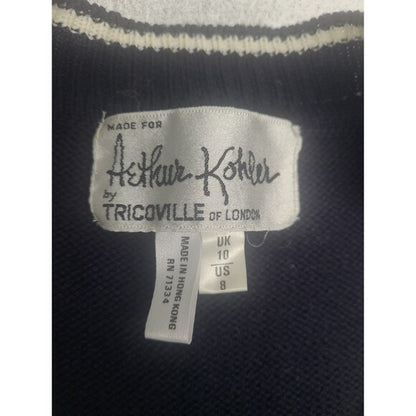 MADE FOR
Arthur Kohler
by
TRICOVILLE OF LONDON
MADE IN HONG KONG
RN 71334
UK
10
US
8